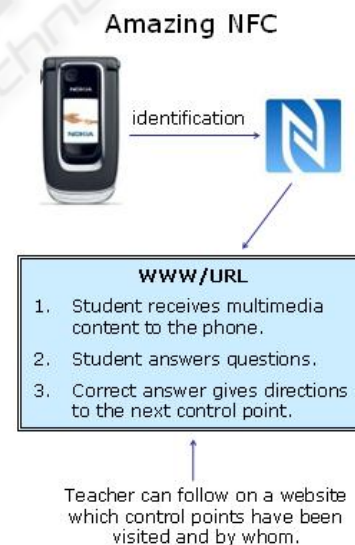 Amazing NFC
NOKIA
identification
NOKIA
WWW/URL
1. Student receives multimedia
content to the phone.
2. Student answers questions.
3. Correct answer gives directions
to the next control point.
Teacher can follow on a website
which control points have been
visited and by whom.